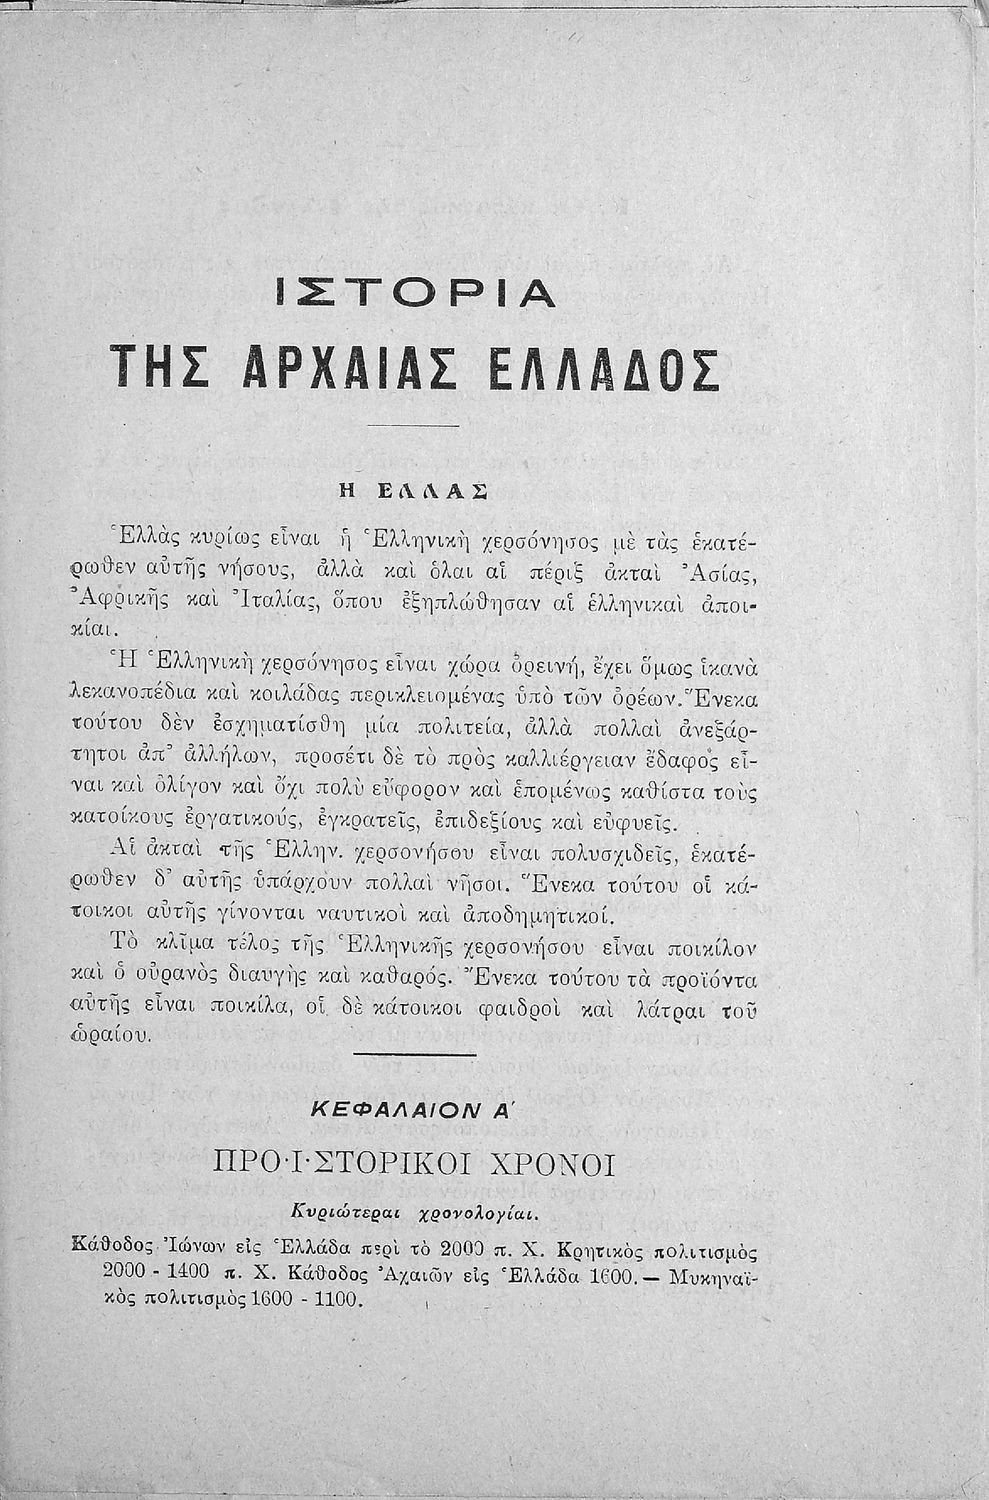 ΙΣΤΟΡΙΑ
ΤΗΣ ΑΡΧΑΙΑΣ ΕΛΛΑΔΟΣ
Η ΕΛΛΑΣ
Ἑλλὰς κυρίως εἶναι ἡ Ἑλληνικὴ χερσόνησος μὲ τὰς ἑκατέ-
ρωθεν αὐτῆς νήσους, ἀλλὰ καὶ ὅλαι αἱ πέριξ ἀκταὶ Ἀσίας,
Ἀφρικῆς καὶ Ἰταλίας, ὅπου ἐξηπλώθησαν αἱ ἑλληνικαὶ ἀποι-
κίαι.
Ἡ Ἑλληνικὴ χερσόνησος εἶναι χώρα ὀρεινή, ἔχει ὅμως ἱκανὰ
λεκανοπέδια καὶ κοιλάδας περικλειομένας ὑπὸ τῶν ὀρέων. Ἕνεκα
τούτου δὲν ἐσχηματίσθη μία πολιτεία, ἀλλὰ πολλαὶ ἀνεξάρ-
τητοι ἀπ᾽ ἀλλήλων, προσέτι δὲ τὸ πρὸς καλλιέργειαν ἔδαφος εἶ-
ναι καὶ ὀλίγον καὶ ὄχι πολὺ εὔφορον καὶ ἑπομένως καθίστα τοὺς
κατοίκους ἐργατικούς, ἐγκρατεῖς, ἐπιδεξίους καὶ εὐφυεῖς.
Αἱ ἀκταὶ τῆς Ἑλλην. χερσονήσου εἶναι πολυσχιδεῖς, ἑκατέ-
ρωθεν δ᾽ αὐτῆς ὑπάρχουν πολλαὶ νῆσοι. Ἕνεκα τούτου οἱ κά-
τοικοι αὐτῆς γίνονται ναυτικοὶ καὶ ἀποδημητικοί.
Τὸ κλῖμα τέλος τῆς Ἑλληνικῆς χερσονήσου εἶναι ποικίλον
καὶ ὁ οὐρανὸς διαυγὴς καὶ καθαρός. Ἕνεκα τούτου τὰ προϊόντα
αὐτῆς εἶναι ποικίλα, οἱ δὲ κάτοικοι φαιδροὶ καὶ λάτραι τοῦ
ὡραίου.
ΚΕΦΑΛΑΙΟΝ Α΄
ΠΡΟ·Ι·ΣΤΟΡΙΚΟΙ ΧΡΟΝΟΙ
Κυριώτεραι χρονολογίαι.
Κάθοδος Ἰώνων εἰς Ἑλλάδα περὶ τὸ 2000 π. Χ. Κρητικὸς πολιτισμὸς
2000 - 1400 π. Χ. Κάθοδος Ἀχαιῶν εἰς Ἑλλάδα 1600.— Μυκηναϊ-
κὸς πολιτισμὸς 1600 - 1100.